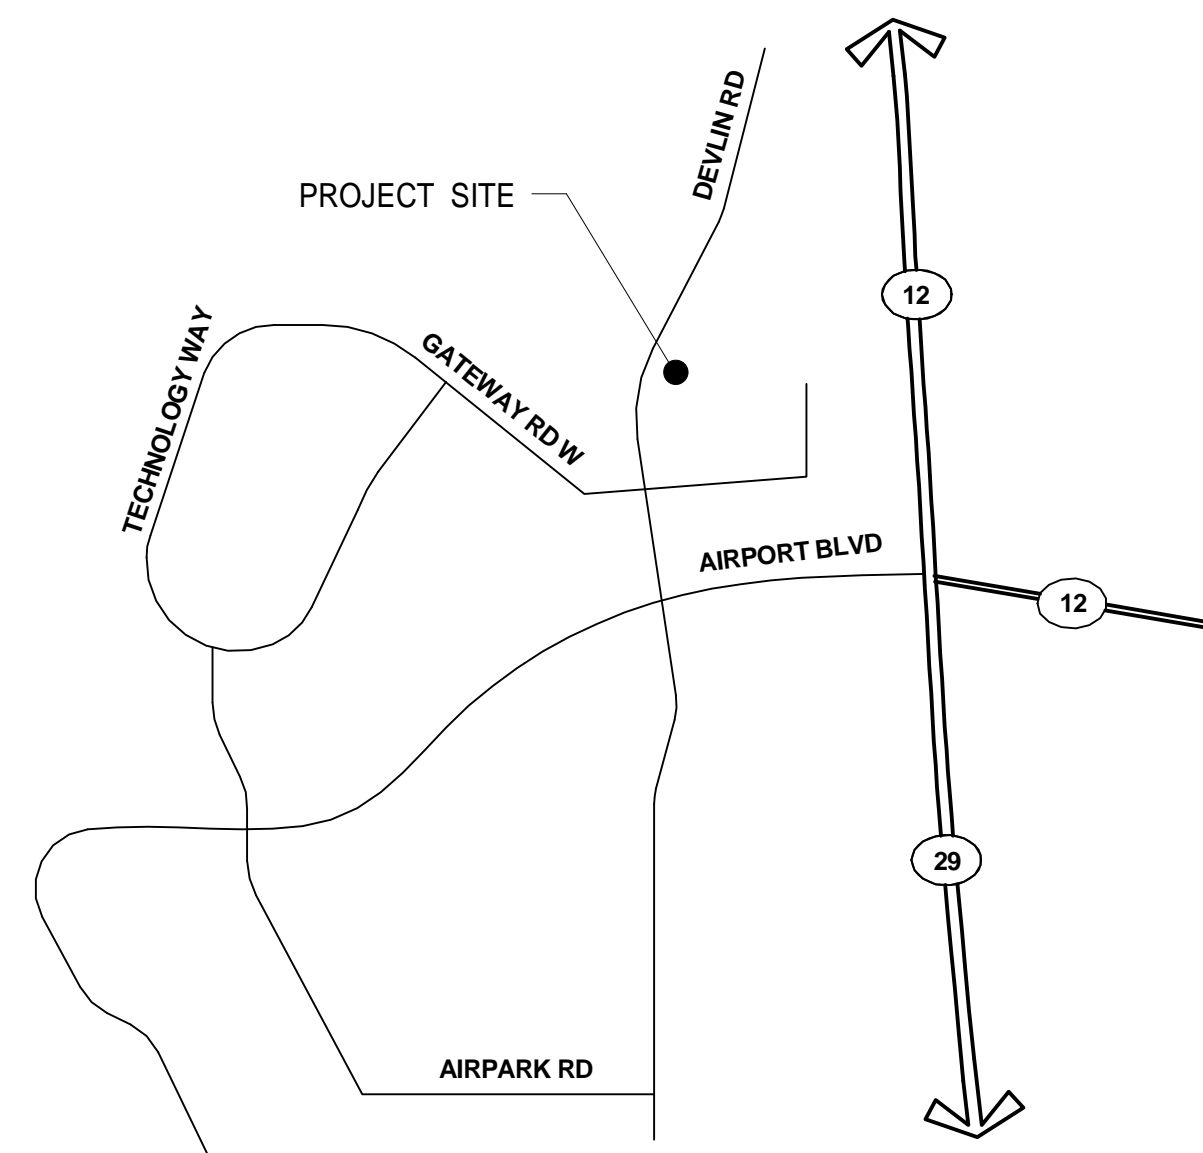 DEVLIN RD
PROJECT SITE
12
TECHNOLOGY WAY
GATEWAY RD W
AIRPORT BLVD
12
29
AIRPARK RD